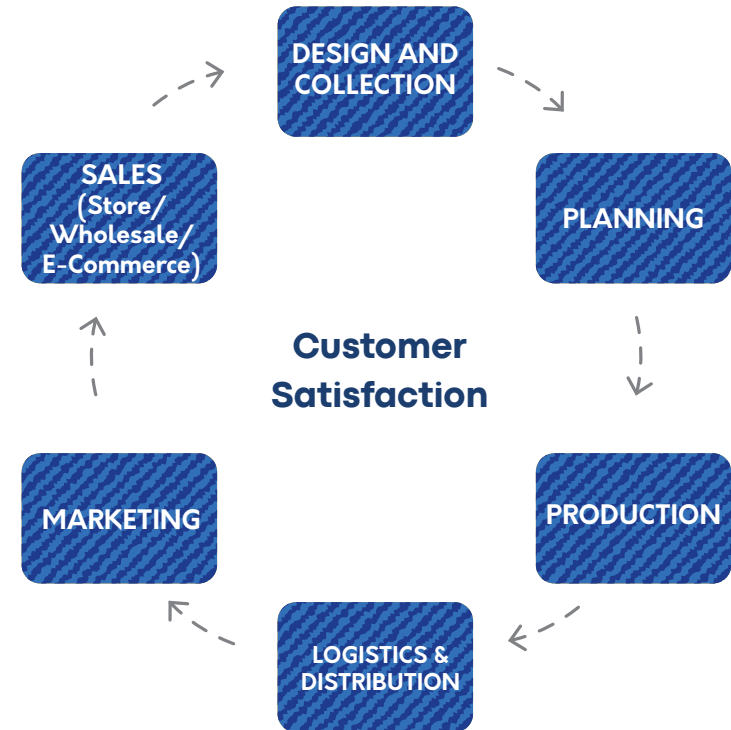 DESIGN AND
COLLECTION
SALES
(Store/
Wholesale/
E-Commerce)
PLANNING
Customer
Satisfaction
MARKETING
PRODUCTION
LOGISTICS &
DISTRIBUTION